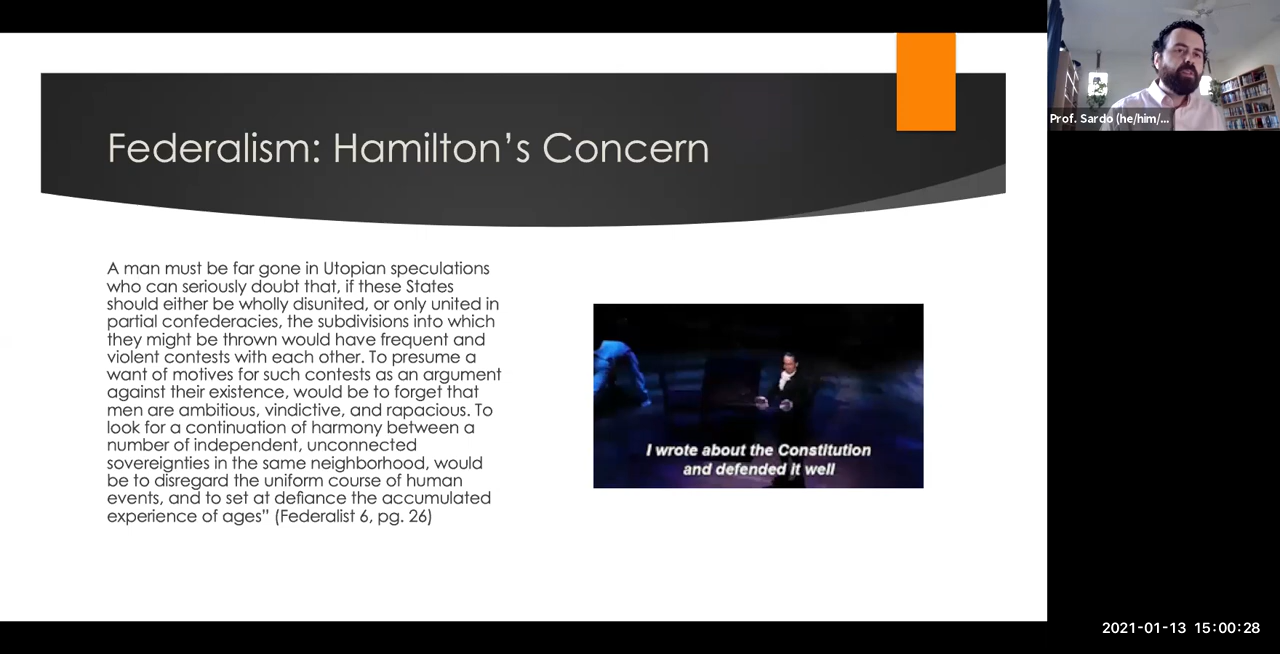 Federalism: Hamilton’s Concern
A man must be far gone in Utopian speculations
who can seriously doubt that, if these States
should either be wholly disunited, or only united in
partial confederacies, the subdivisions into which
they might be thrown would have frequent and
violent contests with each other. To presume a
want of motives for such contests as an argument
against their existence, would be to forget that
men are ambitious, vindictive, and rapacious. To
look for a continuation of harmony between a
number of independent, unconnected
sovereignties in the same neighborhood, would
be to disregard the uniform course of human
events, and to set at defiance the accumulated
experience of ages” (Federalist 6, pg. 26)
I wrote about the Constitution
and defended it well
Prof. Sardo (he/him/...
2021-01-13 15:00:28